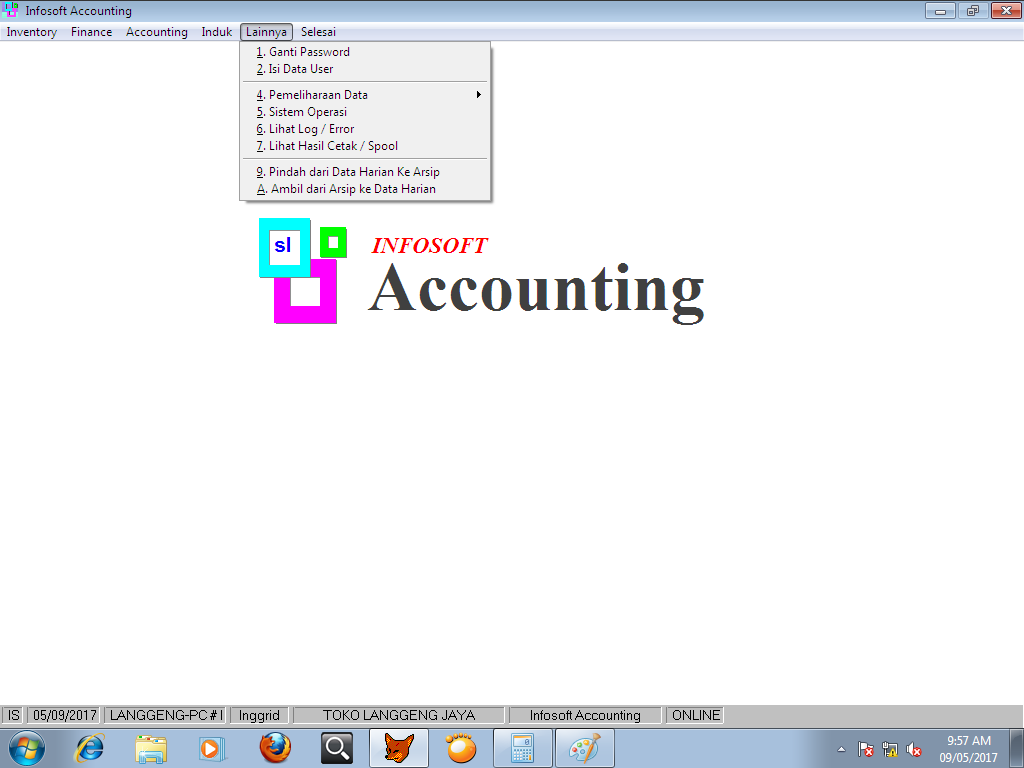 Infosoft Accounting
Inventory Finance Accounting Induk Lainnya Selesai
1. Ganti Password
2. Isi Data User
4. Pemeliharaan Data
5. Sistem Operasi
6. Lihat Log / Error
7. Lihat Hasil Cetak / Spool
9. Pindah dari Data Harian Ke Arsip
A. Ambil dari Arsip ke Data Harian
sI
INFOSOFT
Accounting
IS 05/09/2017 LANGGENG-PC # I Inggrid TOKO LANGGENG JAYA Infosoft Accounting ONLINE
9:57 AM
09/05/2017